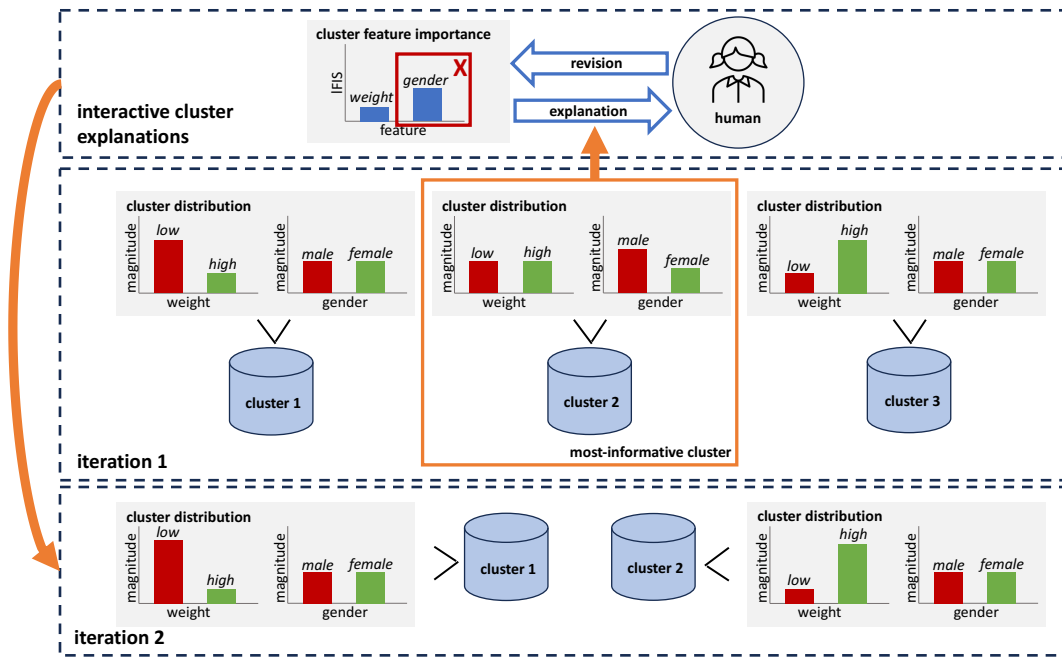 cluster feature importance
IFIS
weight
gender
X
feature
revision
explanation
human
interactive cluster
explanations
cluster distribution
magnitude
low
high
weight
magnitude
male
female
gender
cluster 1
cluster distribution
magnitude
low
high
weight
magnitude
male
female
gender
cluster 2
most-informative cluster
cluster distribution
magnitude
low
high
weight
magnitude
male
female
gender
cluster 3
iteration 1
cluster distribution
magnitude
low
high
weight
magnitude
male
female
gender
cluster 1
cluster 2
cluster distribution
magnitude
low
high
weight
magnitude
male
female
gender
iteration 2